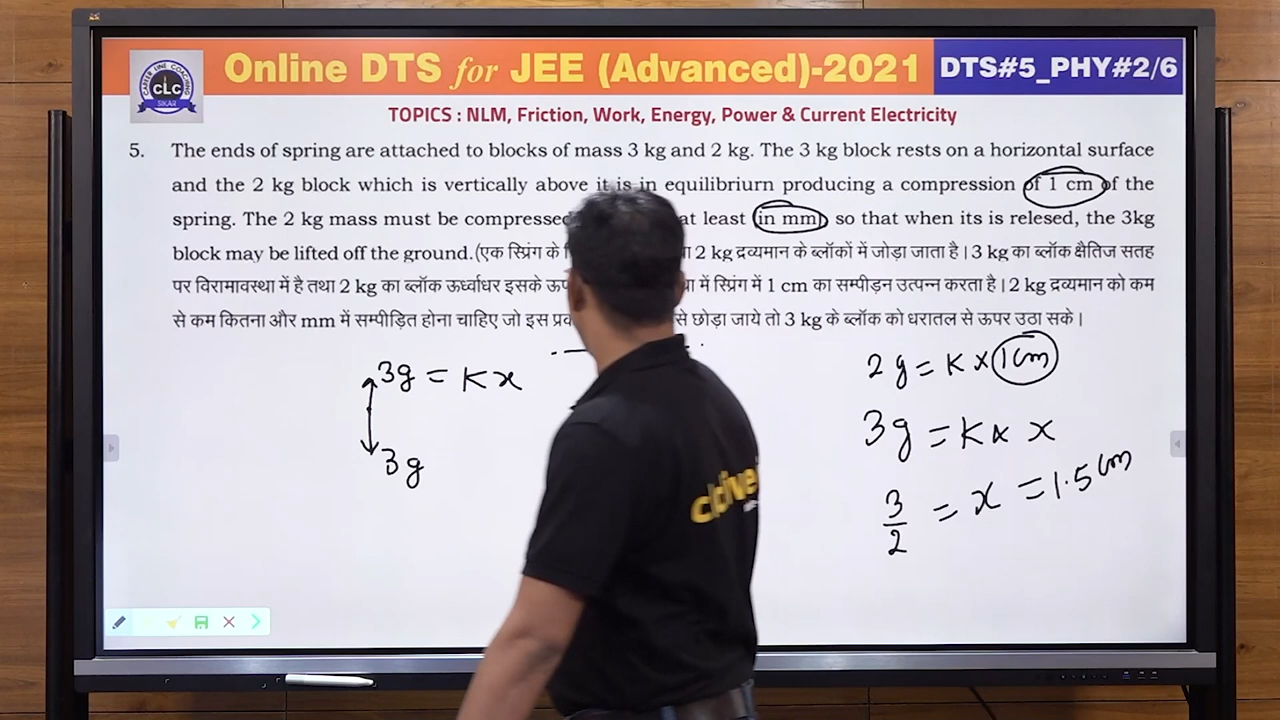 Online DTS for JEE (Advanced)-2021
DTS#5_PHY#2/6
CAREER LINE COACHING
CLC
SIKAR
TOPICS : NLM, Friction, Work, Energy, Power & Current Electricity
5. The ends of spring are attached to blocks of mass 3 kg and 2 kg. The 3 kg block rests on a horizontal surface
and the 2 kg block which is vertically above it is in equilibriurn producing a compression of 1 cm of the
spring. The 2 kg mass must be compressed at least (in mm), so that when its is relesed, the 3kg
block may be lifted off the ground.(एक स्प्रिंग के 2 kg द्रव्यमान के ब्लॉकों में जोड़ा जाता है। 3 kg का ब्लॉक क्षैतिज सतह
पर विरामावस्था में है तथा 2 kg का ब्लॉक ऊर्ध्वाधर इसके में स्प्रिंग में 1 cm का सम्पीड़न उत्पन्न करता है। 2 kg द्रव्यमान को कम
से कम कितना और mm में सम्पीड़ित होना चाहिए जो इस से छोड़ा जाये तो 3 kg के ब्लॉक को धरातल से ऊपर उठा सके।
3g = Kx
3g
2g = K x 1cm
3g = K x x
3/2 = x = 1.5 cm